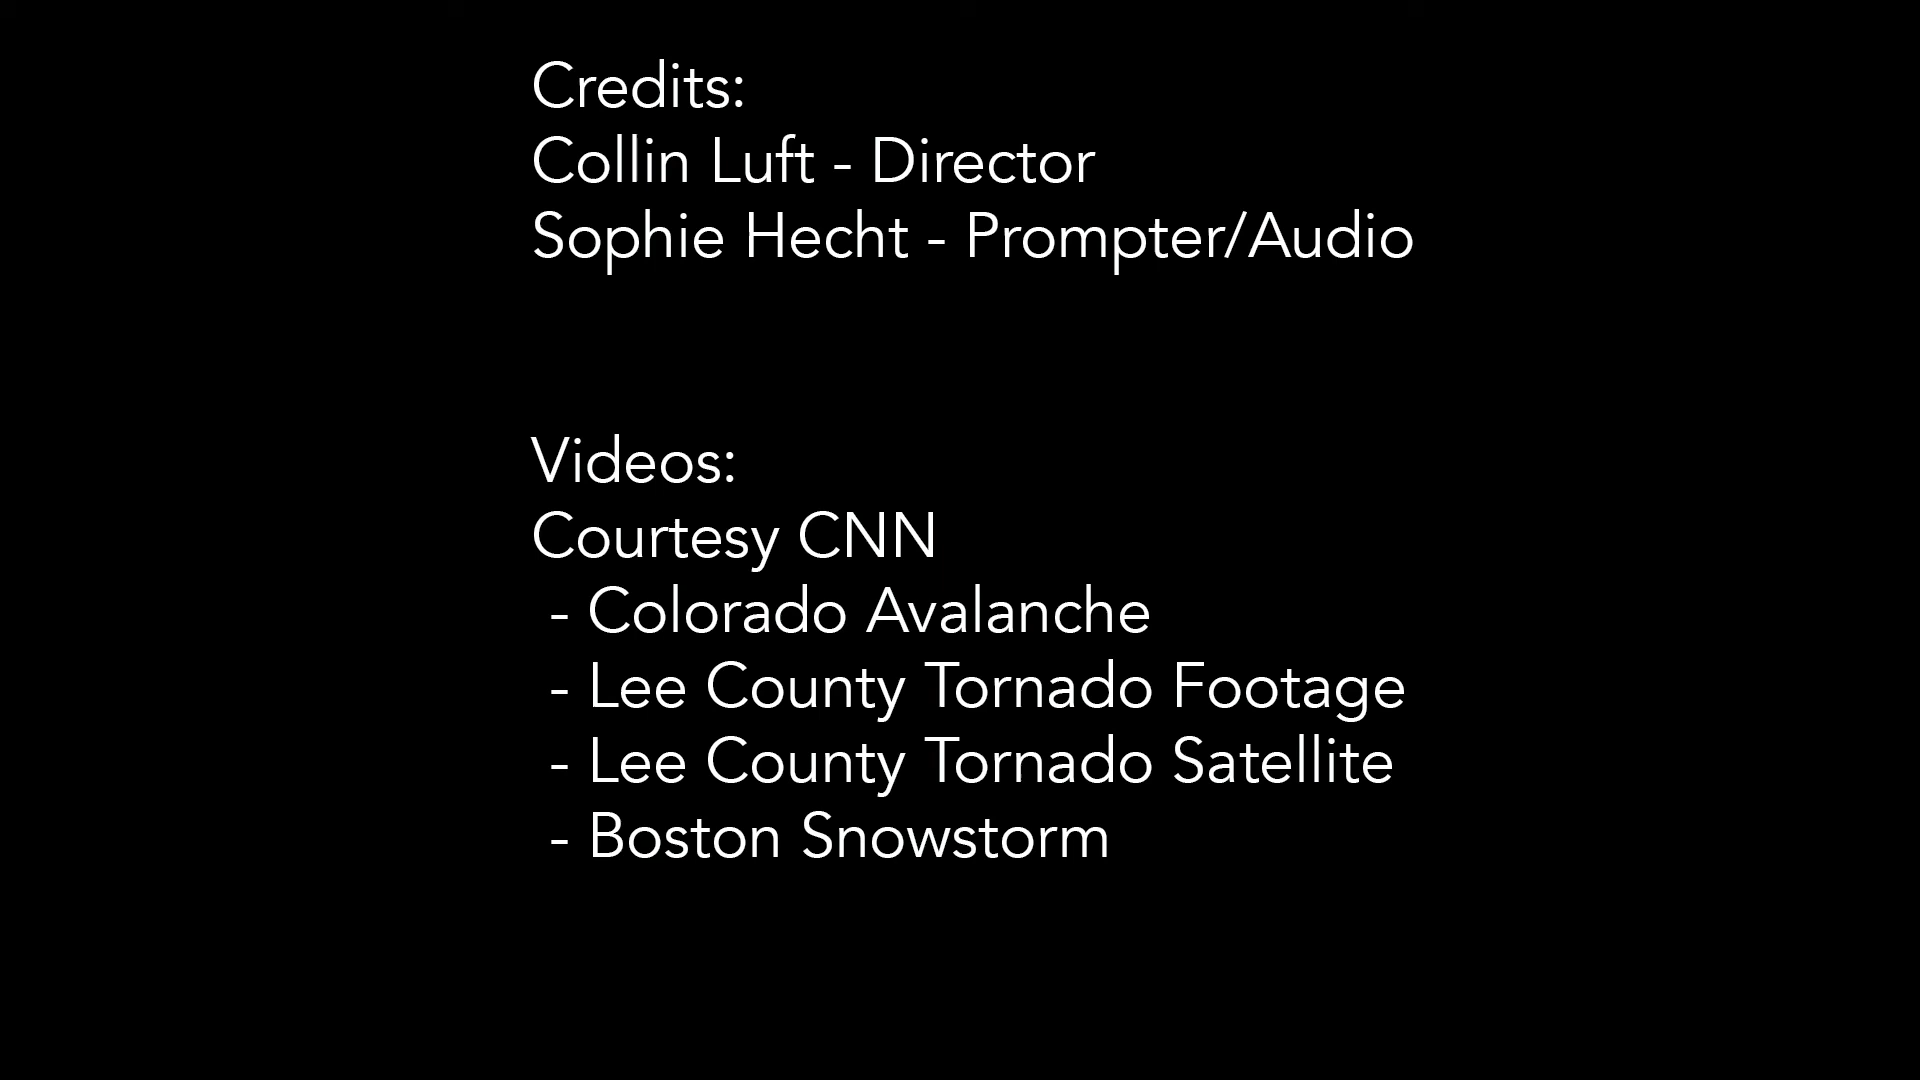 Credits:
Collin Luft - Director
Sophie Hecht - Prompter/Audio
Videos:
Courtesy CNN
- Colorado Avalanche
- Lee County Tornado Footage
- Lee County Tornado Satellite
- Boston Snowstorm